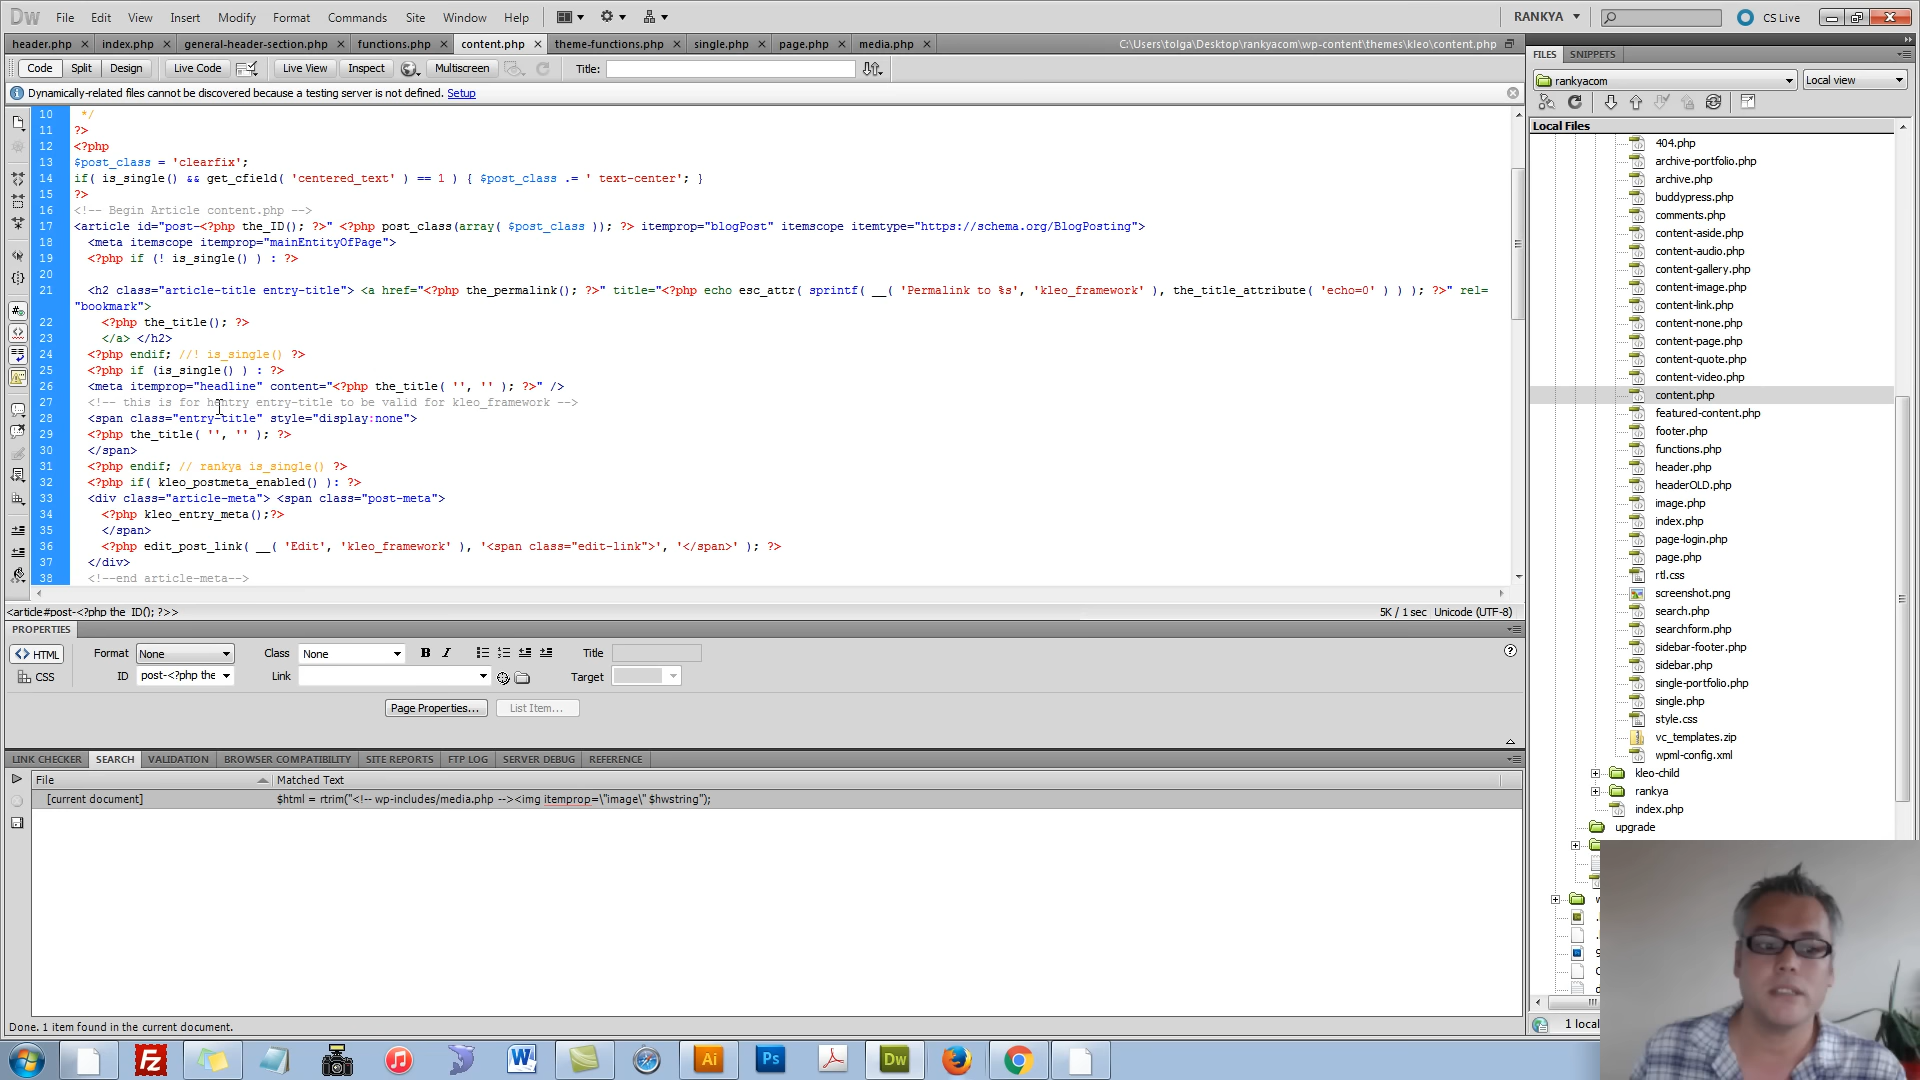 Dw File Edit View Insert Modify Format Commands Site Window Help RANKYA CS Live
header.php index.php general-header-section.php functions.php content.php theme-functions.php single.php page.php media.php C:\Users\tolga\Desktop\rankyacom\wp-content\themes\kleo\content.php
Code Split Design Live Code Live View Inspect Multiscreen Title:
Dynamically-related files cannot be discovered because a testing server is not defined. Setup
10 */
11 ?>
12 <?php
13 $post_class = 'clearfix';
14 if( is_single() && get_cfield( 'centered_text' ) == 1 ) { $post_class .= ' text-center'; }
15 ?>
16 <!-- Begin Article content.php -->
17 <article id="post-<?php the_ID(); ?>" <?php post_class(array( $post_class )); ?> itemprop="blogPost" itemscope itemtype="https://schema.org/BlogPosting">
18 <meta itemscope itemprop="mainEntityOfPage">
19 <?php if (! is_single() ) : ?>
20
21 <h2 class="article-title entry-title"> <a href="<?php the_permalink(); ?>" title="<?php echo esc_attr( sprintf( __( 'Permalink to %s', 'kleo_framework' ), the_title_attribute( 'echo=0' ) ) ); ?>" rel=
"bookmark">
22 <?php the_title(); ?>
23 </a> </h2>
24 <?php endif; //! is_single() ?>
25 <?php if (is_single() ) : ?>
26 <meta itemprop="headline" content="<?php the_title( '', '' ); ?>" />
27 <!-- this is for hentry entry-title to be valid for kleo_framework -->
28 <span class="entry-title" style="display:none">
29 <?php the_title( '', '' ); ?>
30 </span>
31 <?php endif; // rankya is_single() ?>
32 <?php if( kleo_postmeta_enabled() ): ?>
33 <div class="article-meta"> <span class="post-meta">
34 <?php kleo_entry_meta();?>
35 </span>
36 <?php edit_post_link( __( 'Edit', 'kleo_framework' ), '<span class="edit-link">', '</span>' ); ?>
37 </div>
38 <!--end article-meta-->
<article#post-<?php the_ID(); ?>> 5K / 1 sec Unicode (UTF-8)
PROPERTIES
HTML Format None Class None B I Title
CSS ID post-<?php the Link Target
Page Properties... List Item...
LINK CHECKER SEARCH VALIDATION BROWSER COMPATIBILITY SITE REPORTS FTP LOG SERVER DEBUG REFERENCE
File Matched Text
[current document] $html = rtrim("<!-- wp-includes/media.php --><img itemprop=\"image\" $hwstring");
Done. 1 item found in the current document.
FILES SNIPPETS
rankyacom Local view
Local Files
404.php
archive-portfolio.php
archive.php
buddypress.php
comments.php
content-aside.php
content-audio.php
content-gallery.php
content-image.php
content-link.php
content-none.php
content-page.php
content-quote.php
content-video.php
content.php
featured-content.php
footer.php
functions.php
header.php
headerOLD.php
image.php
index.php
page-login.php
page.php
rtl.css
screenshot.png
search.php
searchform.php
sidebar-footer.php
sidebar.php
single-portfolio.php
single.php
style.css
vc_templates.zip
wpml-config.xml
kleo-child
rankya
index.php
upgrade
1 local
Fz W Ai Ps Dw